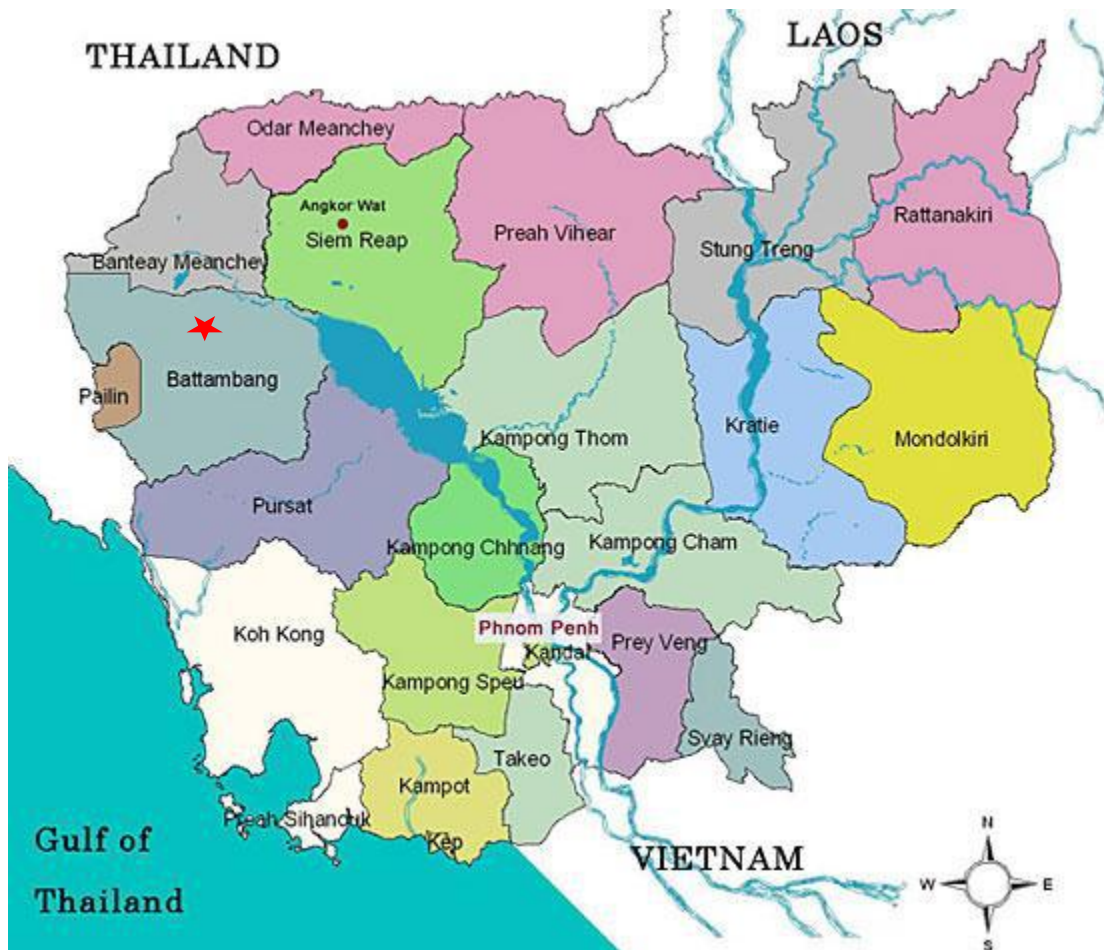 THAILAND
LAOS
Odar Meanchey
Angkor Wat
Siem Reap
Preah Vihear
Rattanakiri
Stung Treng
Banteay Meanchey
Battambang
Pailin
Kratie
Kampong Thom
Mondolkiri
Pursat
Kampong Chhnang
Kampong Cham
Koh Kong
Phnom Penh
Kandal
Prey Veng
Kampong Speu
Svay Rieng
Takeo
Kampot
Preah Sihanouk
Kep
Gulf of
Thailand
VIETNAM
N
W
E
S